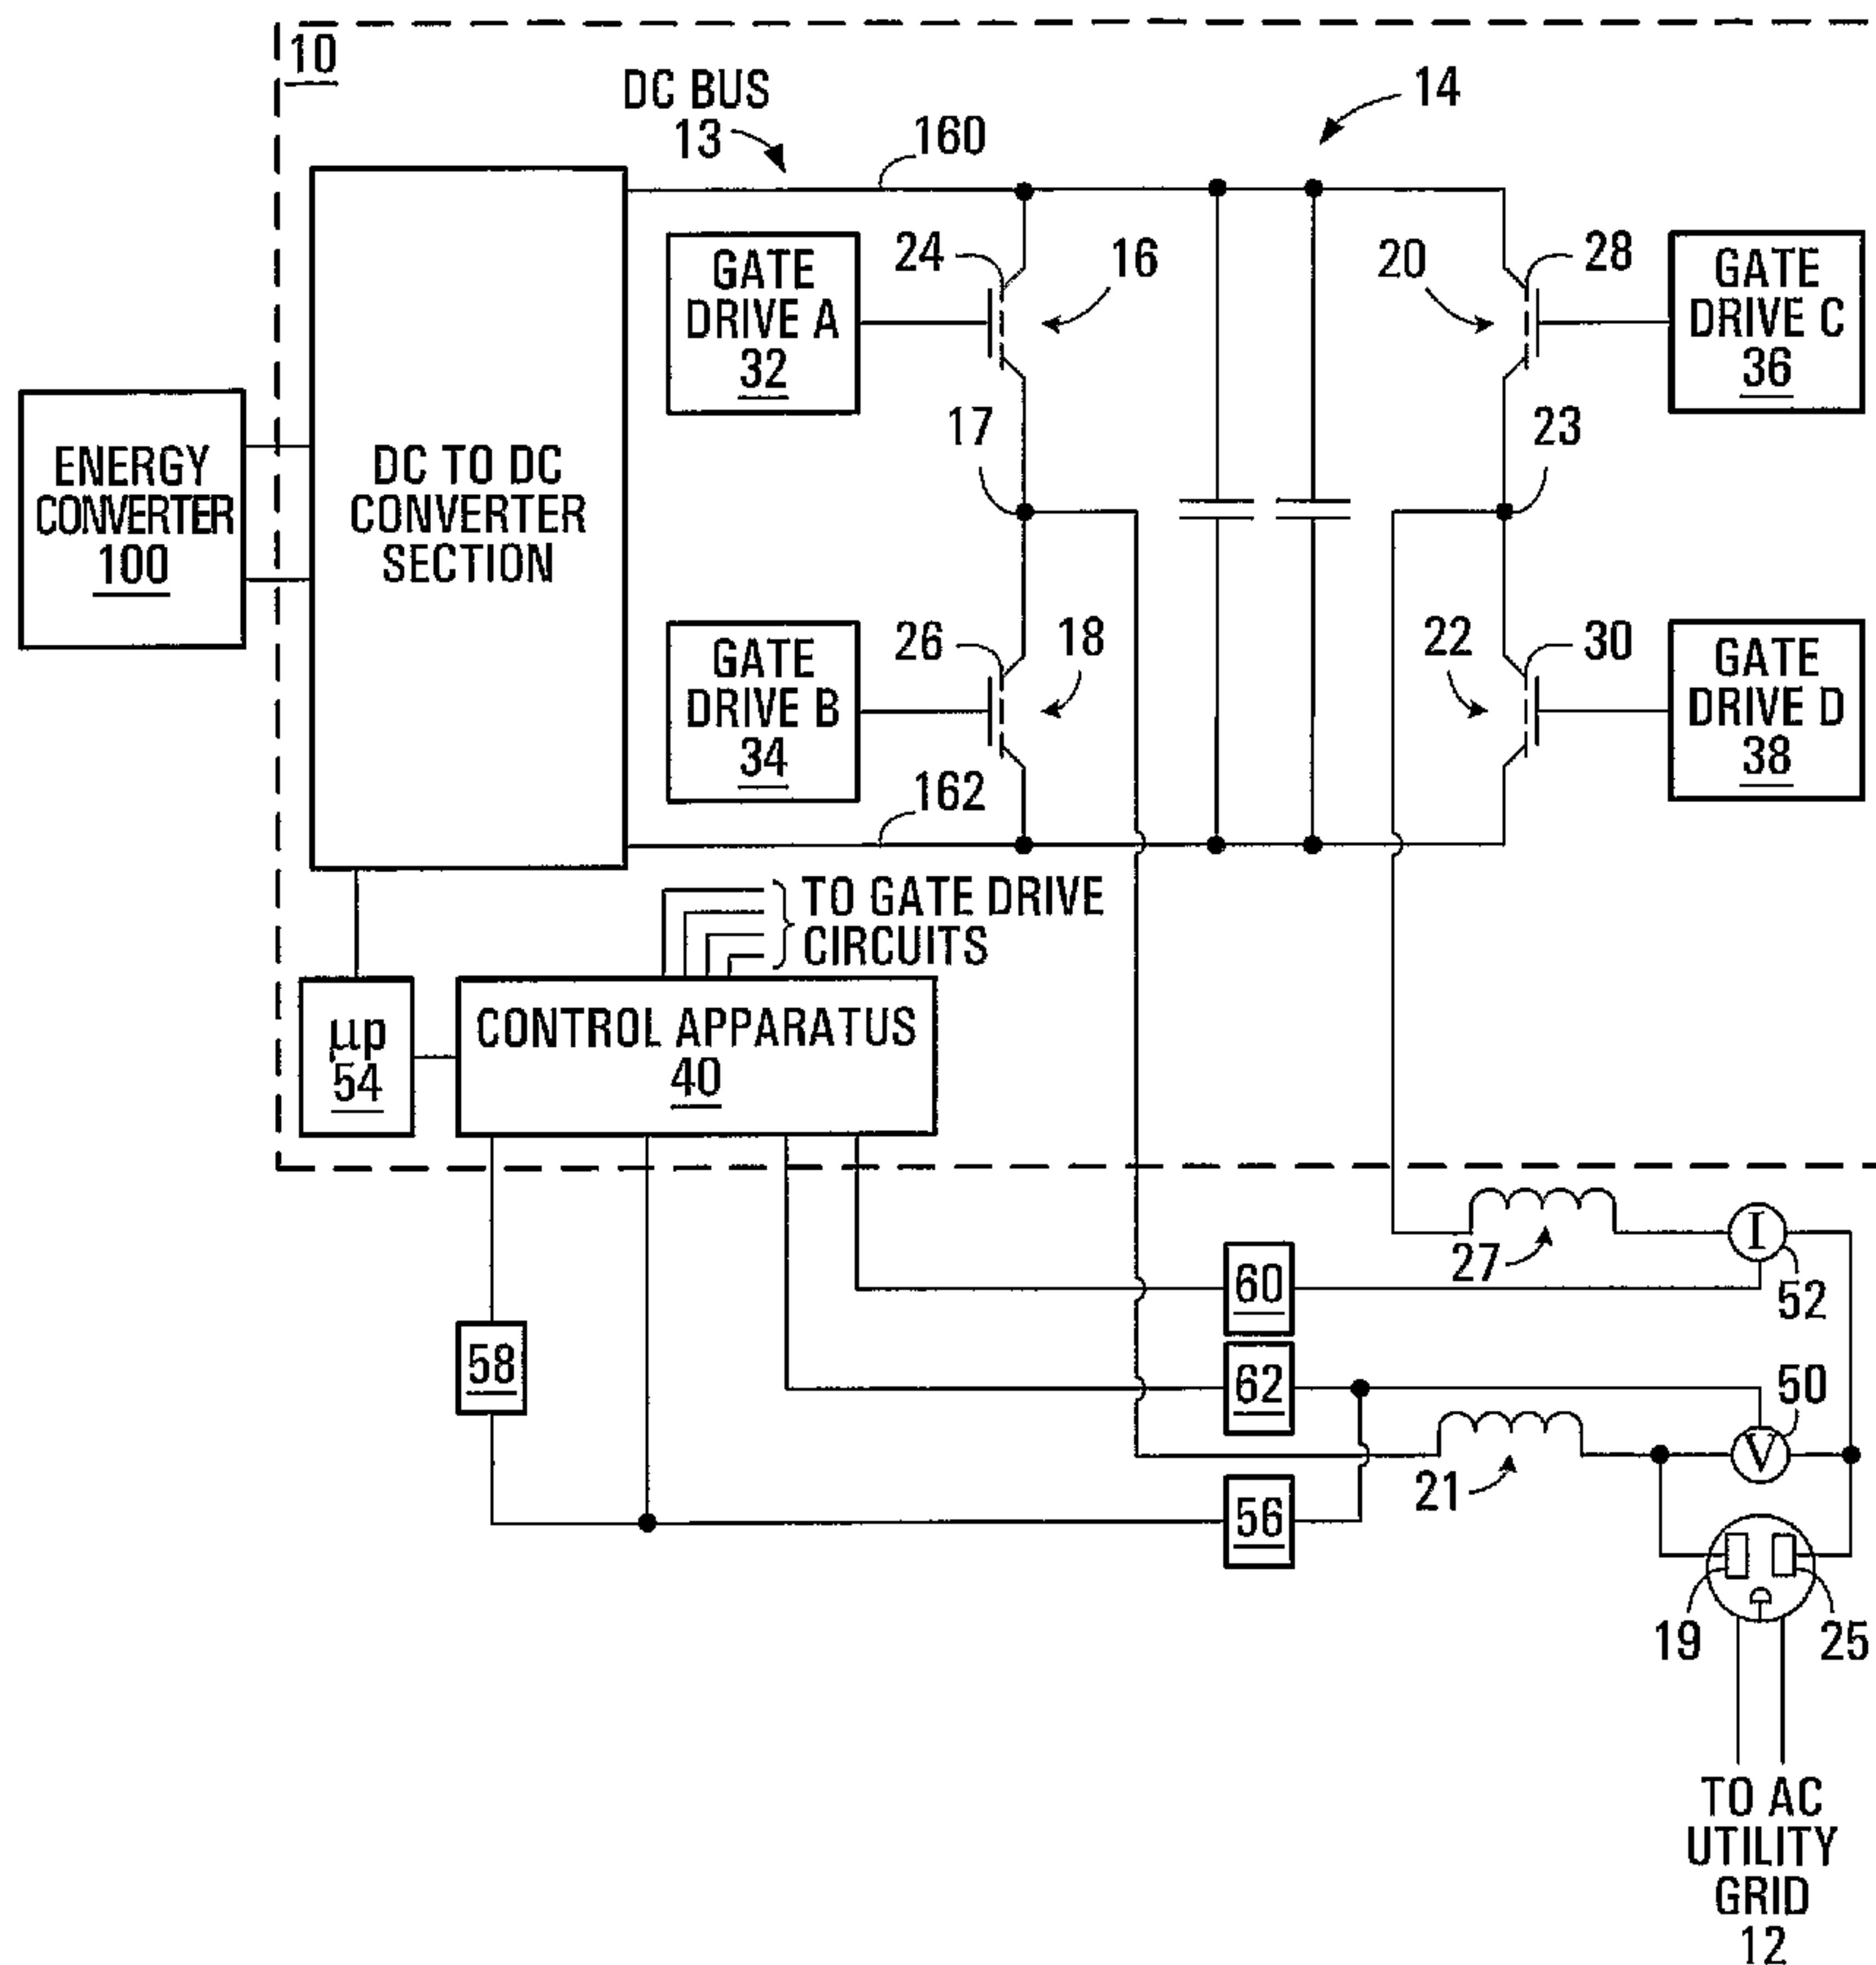 10
DC BUS
13
160
14
GATE
DRIVE A
32
24
16
20
28
GATE
DRIVE C
36
ENERGY
CONVERTER
100
DC TO DC
CONVERTER
SECTION
17
23
GATE
DRIVE B
34
26
18
22
30
GATE
DRIVE D
38
162
TO GATE DRIVE
CIRCUITS
µp
54
CONTROL APPARATUS
40
27
I
52
60
58
62
50
V
21
56
19
25
TO AC
UTILITY
GRID
12